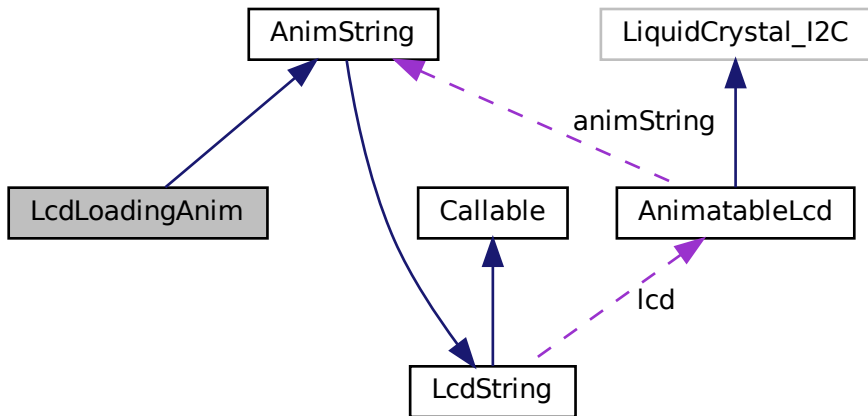 AnimString
LiquidCrystal_I2C
animString
LcdLoadingAnim
Callable
AnimatableLcd
lcd
LcdString